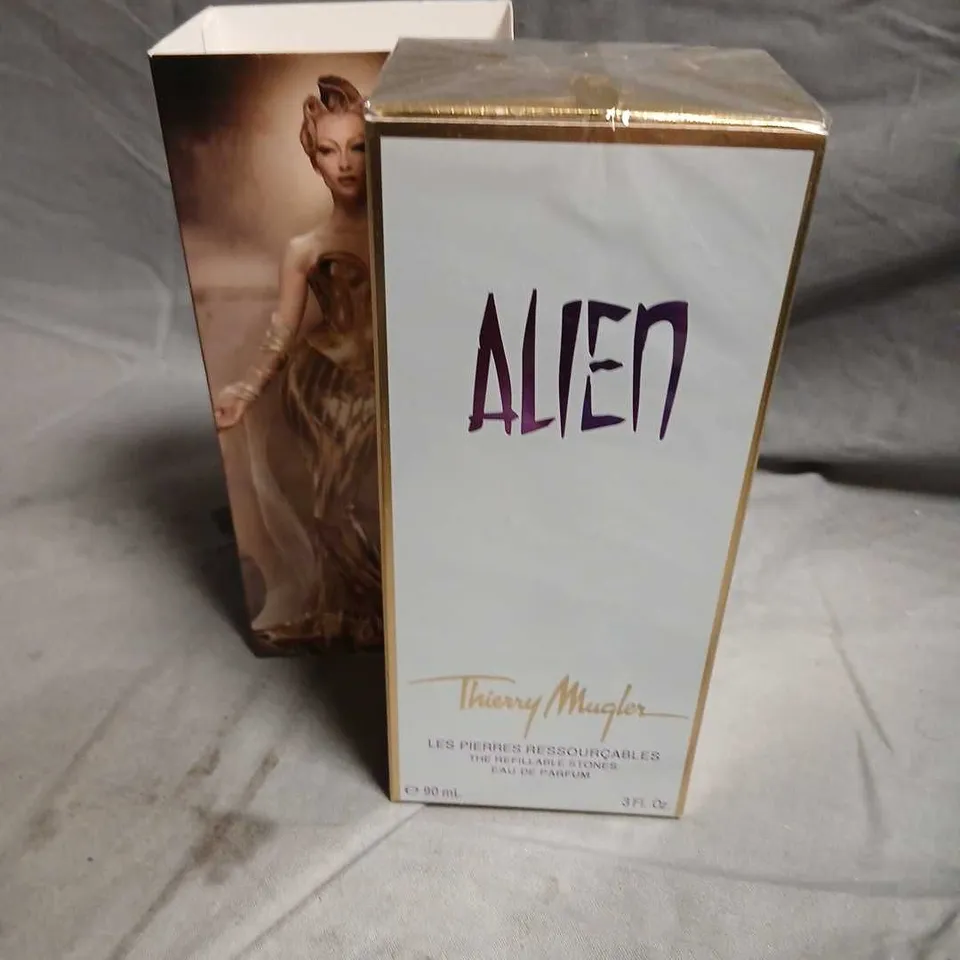 ALIEN
Thierry Mugler
LES PIERRES RESSOURÇABLES
THE REFILLABLE STONES
EAU DE PARFUM
℮ 90 mL 3 Fl. Oz